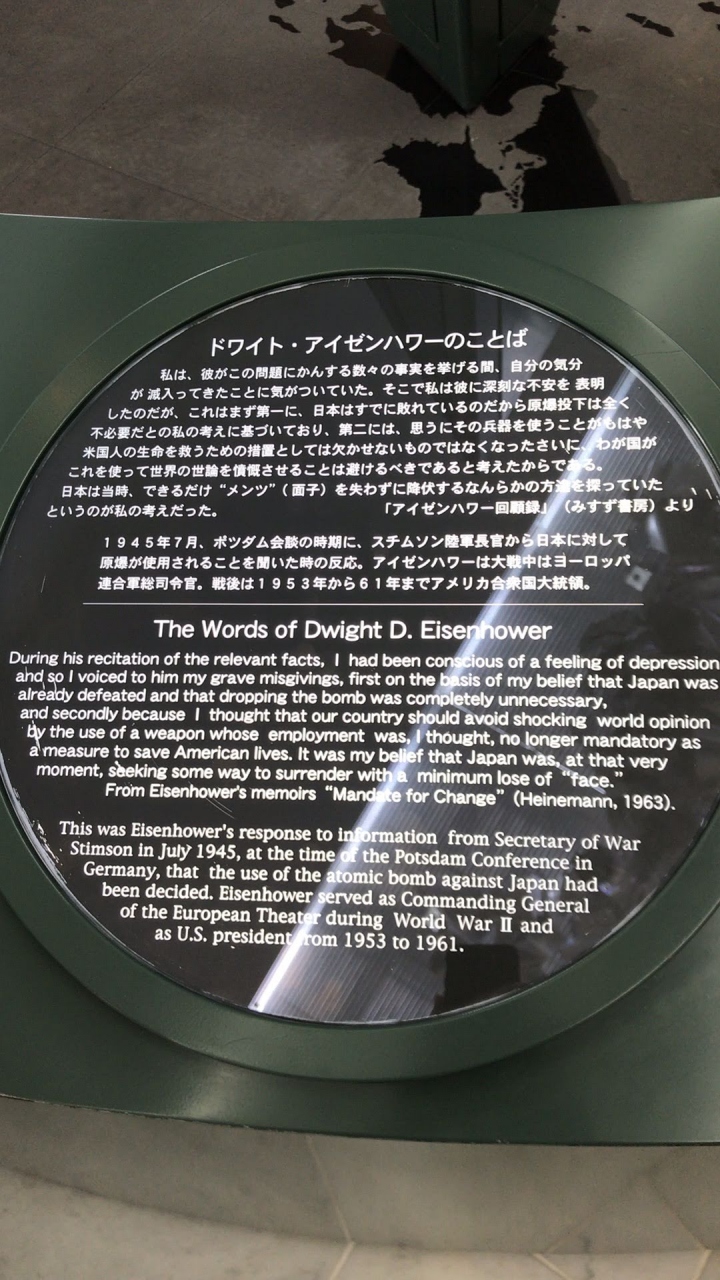 ドワイト・アイゼンハワーのことば
私は、彼がこの問題にかんする数々の事実を挙げる間、自分の気分
が 滅入ってきたことに気がついていた。そこで私は彼に深刻な不安を 表明
したのだが、これはまず第一に、日本はすでに敗れているのだから原爆投下は全く
不必要だとの私の考えに基づいており、第二には、思うにその兵器を使うことがもはや
米国人の生命を救うための措置としては欠かせないものではなくなったさいに、わが国が
これを使って世界の世論を憤慨させることは避けるべきであると考えたからである。
日本は当時、できるだけ “メンツ”（面子）を失わずに降伏するなんらかの方途を探っていた
というのが私の考えだった。 「アイゼンハワー回顧録」（みすず書房）より
1945年7月、ポツダム会談の時期に、スチムソン陸軍長官から日本に対して
原爆が使用されることを聞いた時の反応。アイゼンハワーは大戦中はヨーロッパ
連合軍総司令官。戦後は1953年から61年までアメリカ合衆国大統領。
The Words of Dwight D. Eisenhower
During his recitation of the relevant facts, I had been conscious of a feeling of depression
and so I voiced to him my grave misgivings, first on the basis of my belief that Japan was
already defeated and that dropping the bomb was completely unnecessary,
and secondly because I thought that our country should avoid shocking world opinion
by the use of a weapon whose employment was, I thought, no longer mandatory as
a measure to save American lives. It was my belief that Japan was, at that very
moment, seeking some way to surrender with a minimum lose of “face.”
From Eisenhower's memoirs “Mandate for Change” (Heinemann, 1963).
This was Eisenhower's response to information from Secretary of War
Stimson in July 1945, at the time of the Potsdam Conference in
Germany, that the use of the atomic bomb against Japan had
been decided. Eisenhower served as Commanding General
of the European Theater during World War II and
as U.S. president from 1953 to 1961.